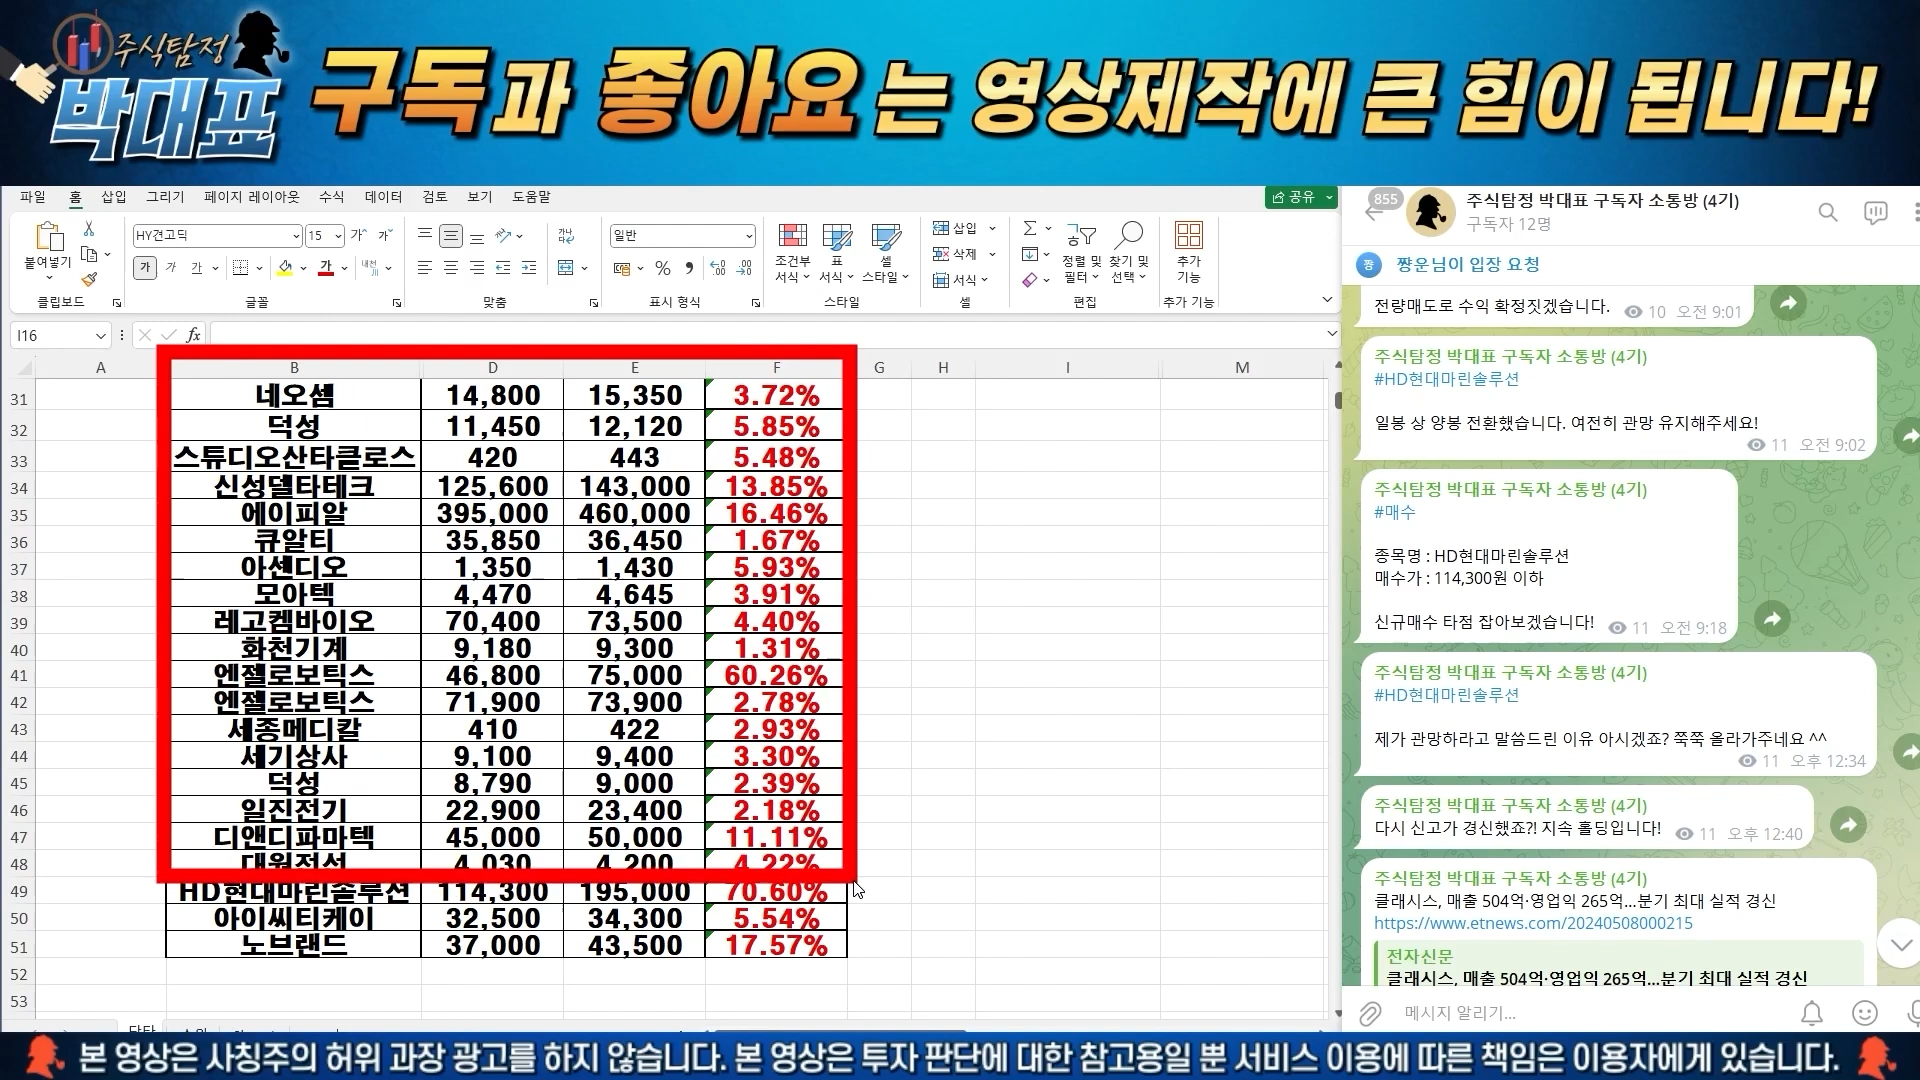 주식탐정
박대표
구독과 좋아요는 영상제작에 큰 힘이 됩니다!
파일 홈 삽입 그리기 페이지 레이아웃 수식 데이터 검토 보기 도움말
공유
붙여넣기
클립보드
HY견고딕 15
글꼴
맞춤
일반
표시 형식
조건부 서식
표 서식
셀 스타일
스타일
삽입
삭제
서식
셀
정렬 및 필터
찾기 및 선택
편집
추가 기능
추가 기능
I16
fx
A B D E F G H I M
31 네오셈 14,800 15,350 3.72%
32 덕성 11,450 12,120 5.85%
33 스튜디오산타클로스 420 443 5.48%
34 신성델타테크 125,600 143,000 13.85%
35 에이피알 395,000 460,000 16.46%
36 큐알티 35,850 36,450 1.67%
37 아센디오 1,350 1,430 5.93%
38 모아텍 4,470 4,645 3.91%
39 레고켐바이오 70,400 73,500 4.40%
40 화천기계 9,180 9,300 1.31%
41 엔젤로보틱스 46,800 75,000 60.26%
42 엔젤로보틱스 71,900 73,900 2.78%
43 세종메디칼 410 422 2.93%
44 세기상사 9,100 9,400 3.30%
45 덕성 8,790 9,000 2.39%
46 일진전기 22,900 23,400 2.18%
47 디앤디파마텍 45,000 50,000 11.11%
48 대원전선 4,030 4,200 4.22%
49 HD현대마린솔루션 114,300 195,000 70.60%
50 아이씨티케이 32,500 34,300 5.54%
51 노브랜드 37,000 43,500 17.57%
52
53
855
주식탐정 박대표 구독자 소통방 (4기)
구독자 12명
짱 짱운님이 입장 요청
전량매도로 수익 확정짓겠습니다. 10 오전 9:01
주식탐정 박대표 구독자 소통방 (4기)
#HD현대마린솔루션
일봉 상 양봉 전환했습니다. 여전히 관망 유지해주세요!
11 오전 9:02
주식탐정 박대표 구독자 소통방 (4기)
#매수
종목명 : HD현대마린솔루션
매수가 : 114,300원 이하
신규매수 타점 잡아보겠습니다! 11 오전 9:18
주식탐정 박대표 구독자 소통방 (4기)
#HD현대마린솔루션
제가 관망하라고 말씀드린 이유 아시겠죠? 쭉쭉 올라가주네요 ^^
11 오후 12:34
주식탐정 박대표 구독자 소통방 (4기)
다시 신고가 경신했죠?! 지속 홀딩입니다! 11 오후 12:40
주식탐정 박대표 구독자 소통방 (4기)
클래시스, 매출 504억·영업익 265억...분기 최대 실적 경신
https://www.etnews.com/20240508000215
전자신문
클래시스, 매출 504억·영업익 265억...분기 최대 실적 경신
메시지 알리기...
본 영상은 사칭주의 허위 과장 광고를 하지 않습니다. 본 영상은 투자 판단에 대한 참고용일 뿐 서비스 이용에 따른 책임은 이용자에게 있습니다.